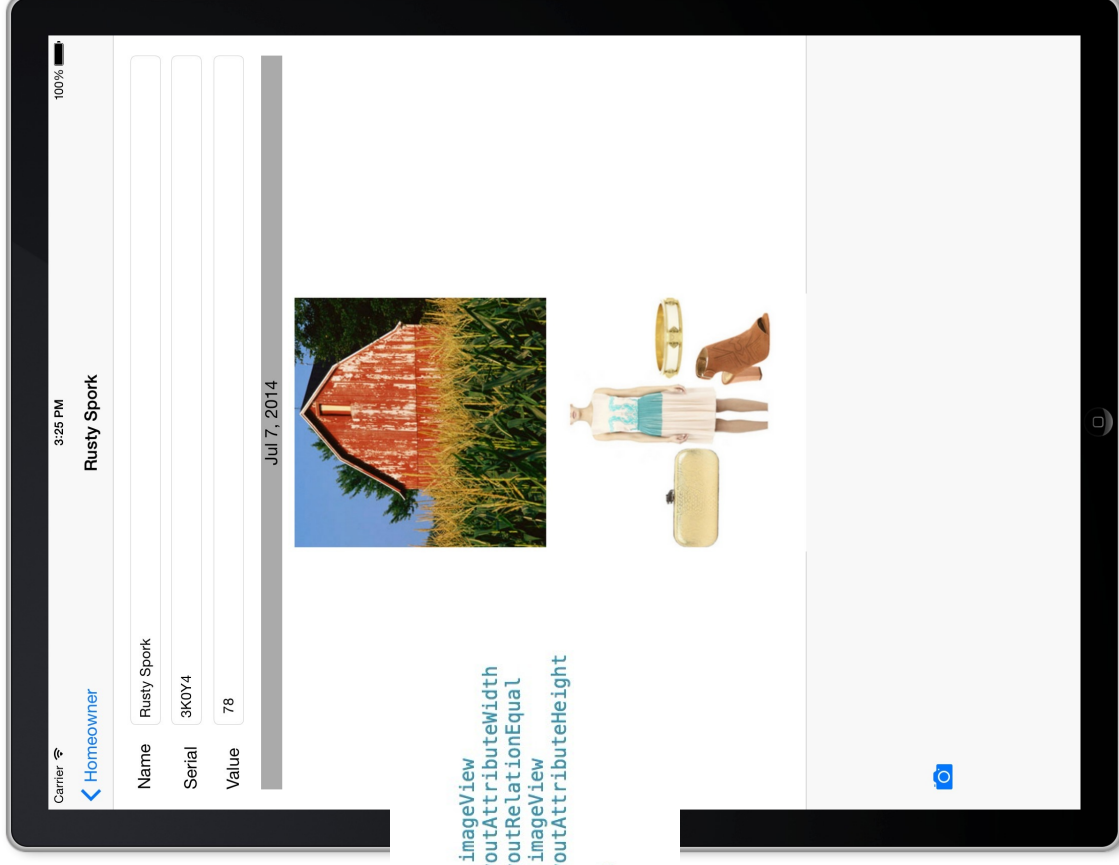 Carrier 3:25 PM 100%
Homeowner Rusty Spork
Name Rusty Spork
Serial 3K0Y4
Value 78
Jul 7, 2014
imageView
outAttributeWidth
outRelationEqual
imageView
outAttributeHeight